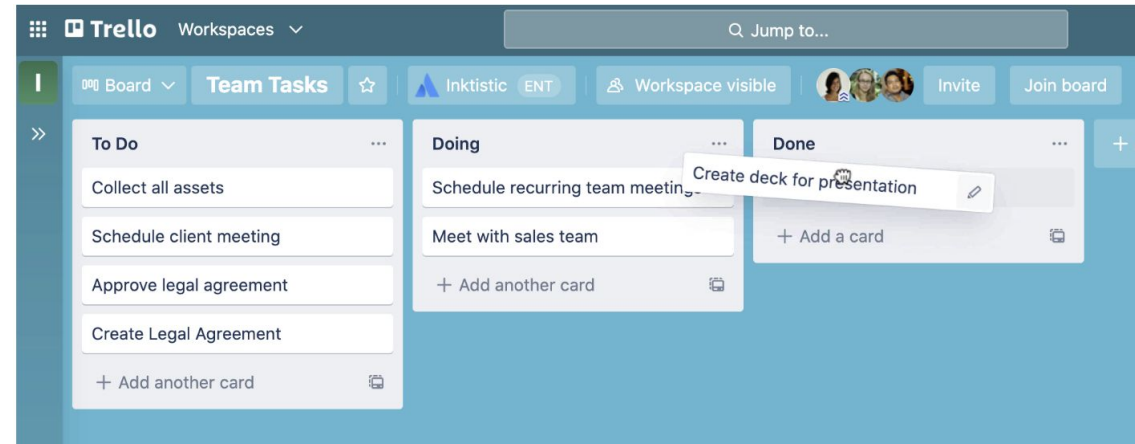 Trello Workspaces Jump to...
I Board Team Tasks Inktistic ENT Workspace visible Invite Join board
To Do
Collect all assets
Schedule client meeting
Approve legal agreement
Create Legal Agreement
+ Add another card
Doing
Schedule recurring team meetings
Meet with sales team
+ Add another card
Done
Create deck for presentation
+ Add a card